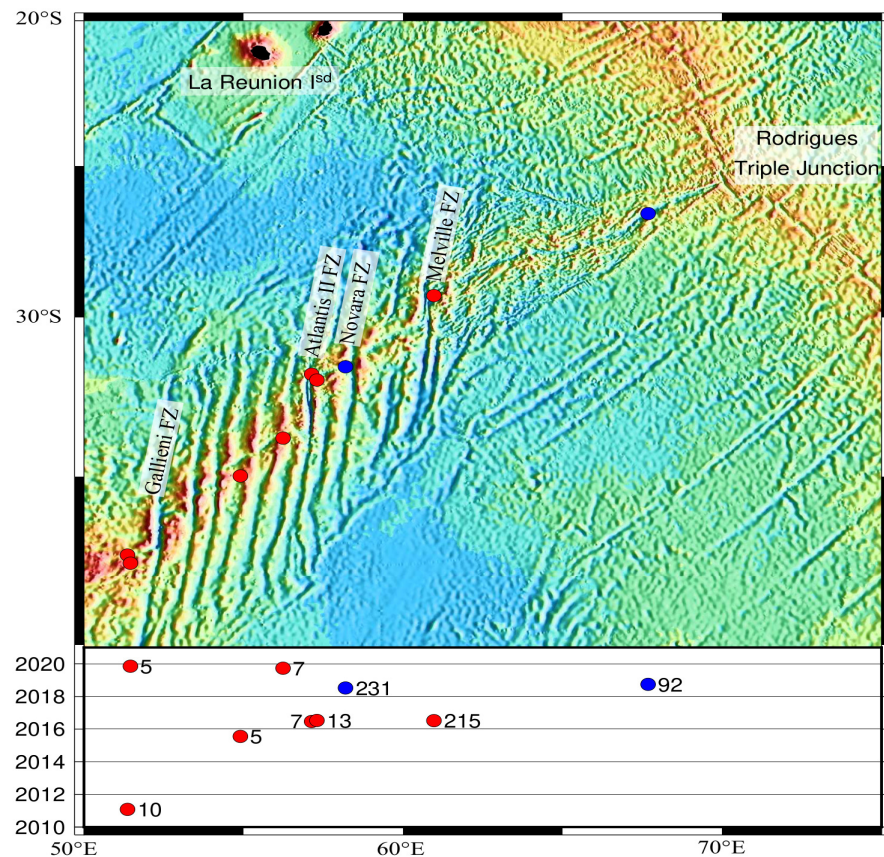 20°S
La Reunion Isd
Rodrigues
Triple Junction
Melville FZ
Atlantis II FZ
Novara FZ
30°S
Gallieni FZ
2020
5
7
2018
231
92
2016
7
13
215
5
2014
2012
10
2010
50°E
60°E
70°E